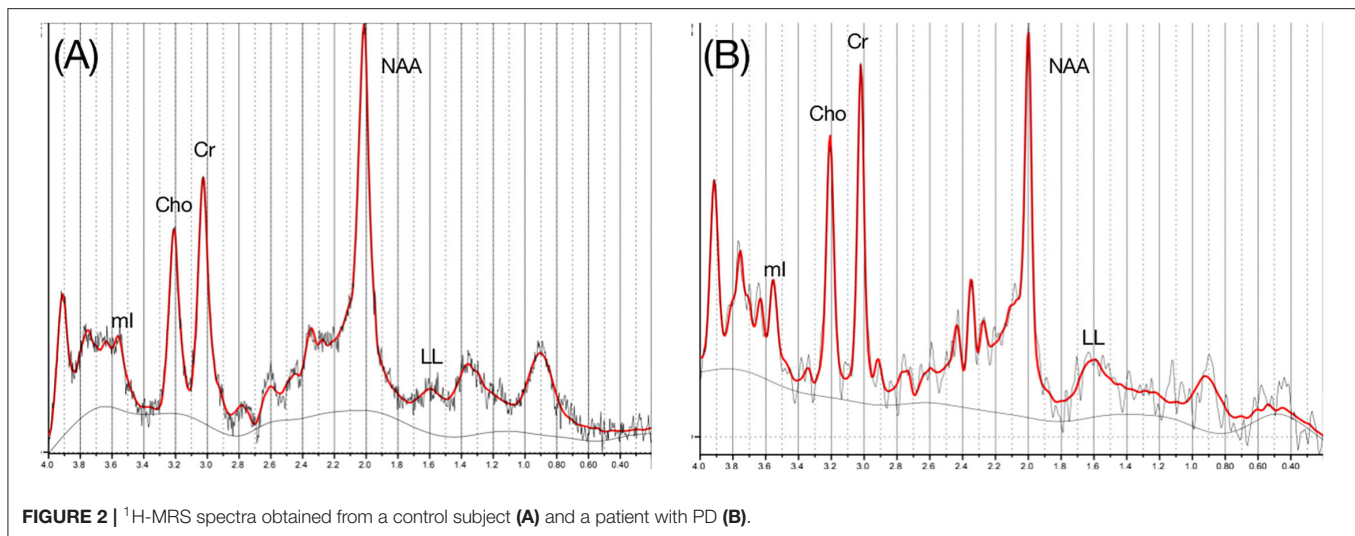 (A)
NAA
Cr
Cho
mI
LL
4.0 3.6 3.4 3.2 3.0 2.8 2.6 2.4 2.2 2.0 1.8 1.6 1.4 1.2 1.0 0.80 0.60 0.40
(B)
Cr
NAA
Cho
mI
LL
4.0 3.8 3.6 3.4 3.2 3.0 2.8 2.6 2.4 2.2 2.0 1.8 1.6 1.4 1.2 1.0 0.80 0.60 0.40
FIGURE 2 | ¹H-MRS spectra obtained from a control subject (A) and a patient with PD (B).